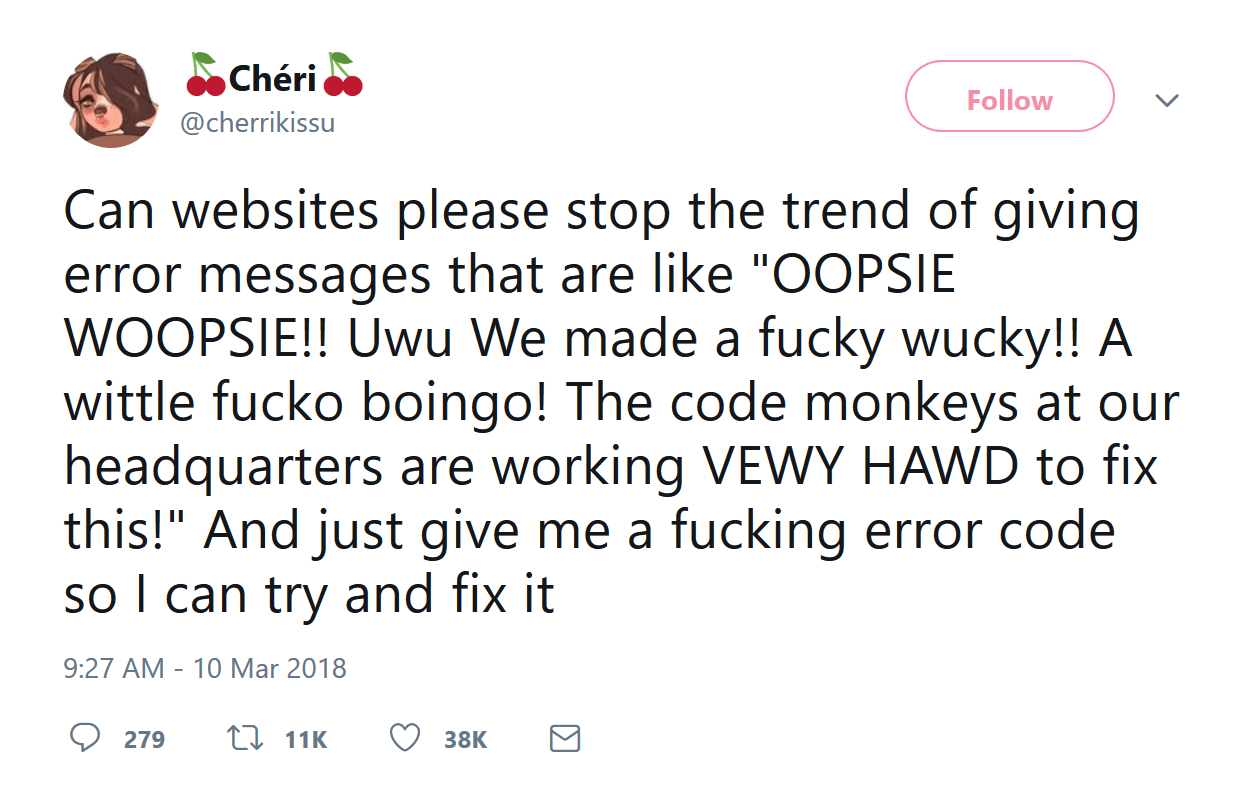 🍒Chéri🍒
@cherrikissu
Follow
Can websites please stop the trend of giving
error messages that are like "OOPSIE
WOOPSIE!! Uwu We made a fucky wucky!! A
wittle fucko boingo! The code monkeys at our
headquarters are working VEWY HAWD to fix
this!" And just give me a fucking error code
so I can try and fix it
9:27 AM - 10 Mar 2018
279 11K 38K